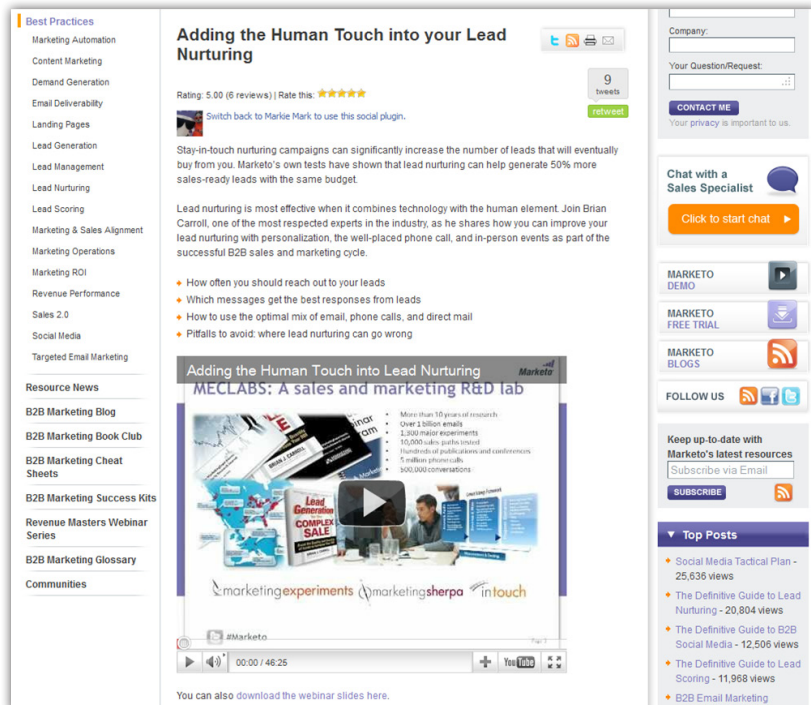 Best Practices
Marketing Automation
Content Marketing
Demand Generation
Email Deliverability
Landing Pages
Lead Generation
Lead Management
Lead Nurturing
Lead Scoring
Marketing & Sales Alignment
Marketing Operations
Marketing ROI
Revenue Performance
Sales 2.0
Social Media
Targeted Email Marketing
Resource News
B2B Marketing Blog
B2B Marketing Book Club
B2B Marketing Cheat
Sheets
B2B Marketing Success Kits
Revenue Masters Webinar
Series
B2B Marketing Glossary
Communities
Adding the Human Touch into your Lead
Nurturing
9
tweets
retweet
Rating: 5.00 (6 reviews) | Rate this:
Switch back to Markie Mark to use this social plugin.
Stay-in-touch nurturing campaigns can significantly increase the number of leads that will eventually
buy from you. Marketo's own tests have shown that lead nurturing can help generate 50% more
sales-ready leads with the same budget.
Lead nurturing is most effective when it combines technology with the human element. Join Brian
Carroll, one of the most respected experts in the industry, as he shares how you can improve your
lead nurturing with personalization, the well-placed phone call, and in-person events as part of the
successful B2B sales and marketing cycle.
How often you should reach out to your leads
Which messages get the best responses from leads
How to use the optimal mix of email, phone calls, and direct mail
Pitfalls to avoid: where lead nurturing can go wrong
Adding the Human Touch into Lead Nurturing
Marketo
MECLABS: A sales and marketing R&D lab
More than 10 years of research
Over 1 billion emails
1,300 major experiments
10,000 sales paths tested
Hundreds of publications and conferences
5 million phone calls
500,000 conversations
BRIAN J. CARROLL
Lead
Generation
COMPLEX
SALE
marketingexperiments
marketingsherpa
intouch
#Marketo
Page 3
00:00 / 46:25
YouTube
You can also download the webinar slides here.
Company:
Your Question/Request:
CONTACT ME
Your privacy is important to us.
Chat with a
Sales Specialist
Click to start chat
MARKETO
DEMO
MARKETO
FREE TRIAL
MARKETO
BLOGS
FOLLOW US
Keep up-to-date with
Marketo's latest resources
Subscribe via Email
SUBSCRIBE
Top Posts
Social Media Tactical Plan -
25,636 views
The Definitive Guide to Lead
Nurturing - 20,804 views
The Definitive Guide to B2B
Social Media - 12,506 views
The Definitive Guide to Lead
Scoring - 11,968 views
B2B Email Marketing